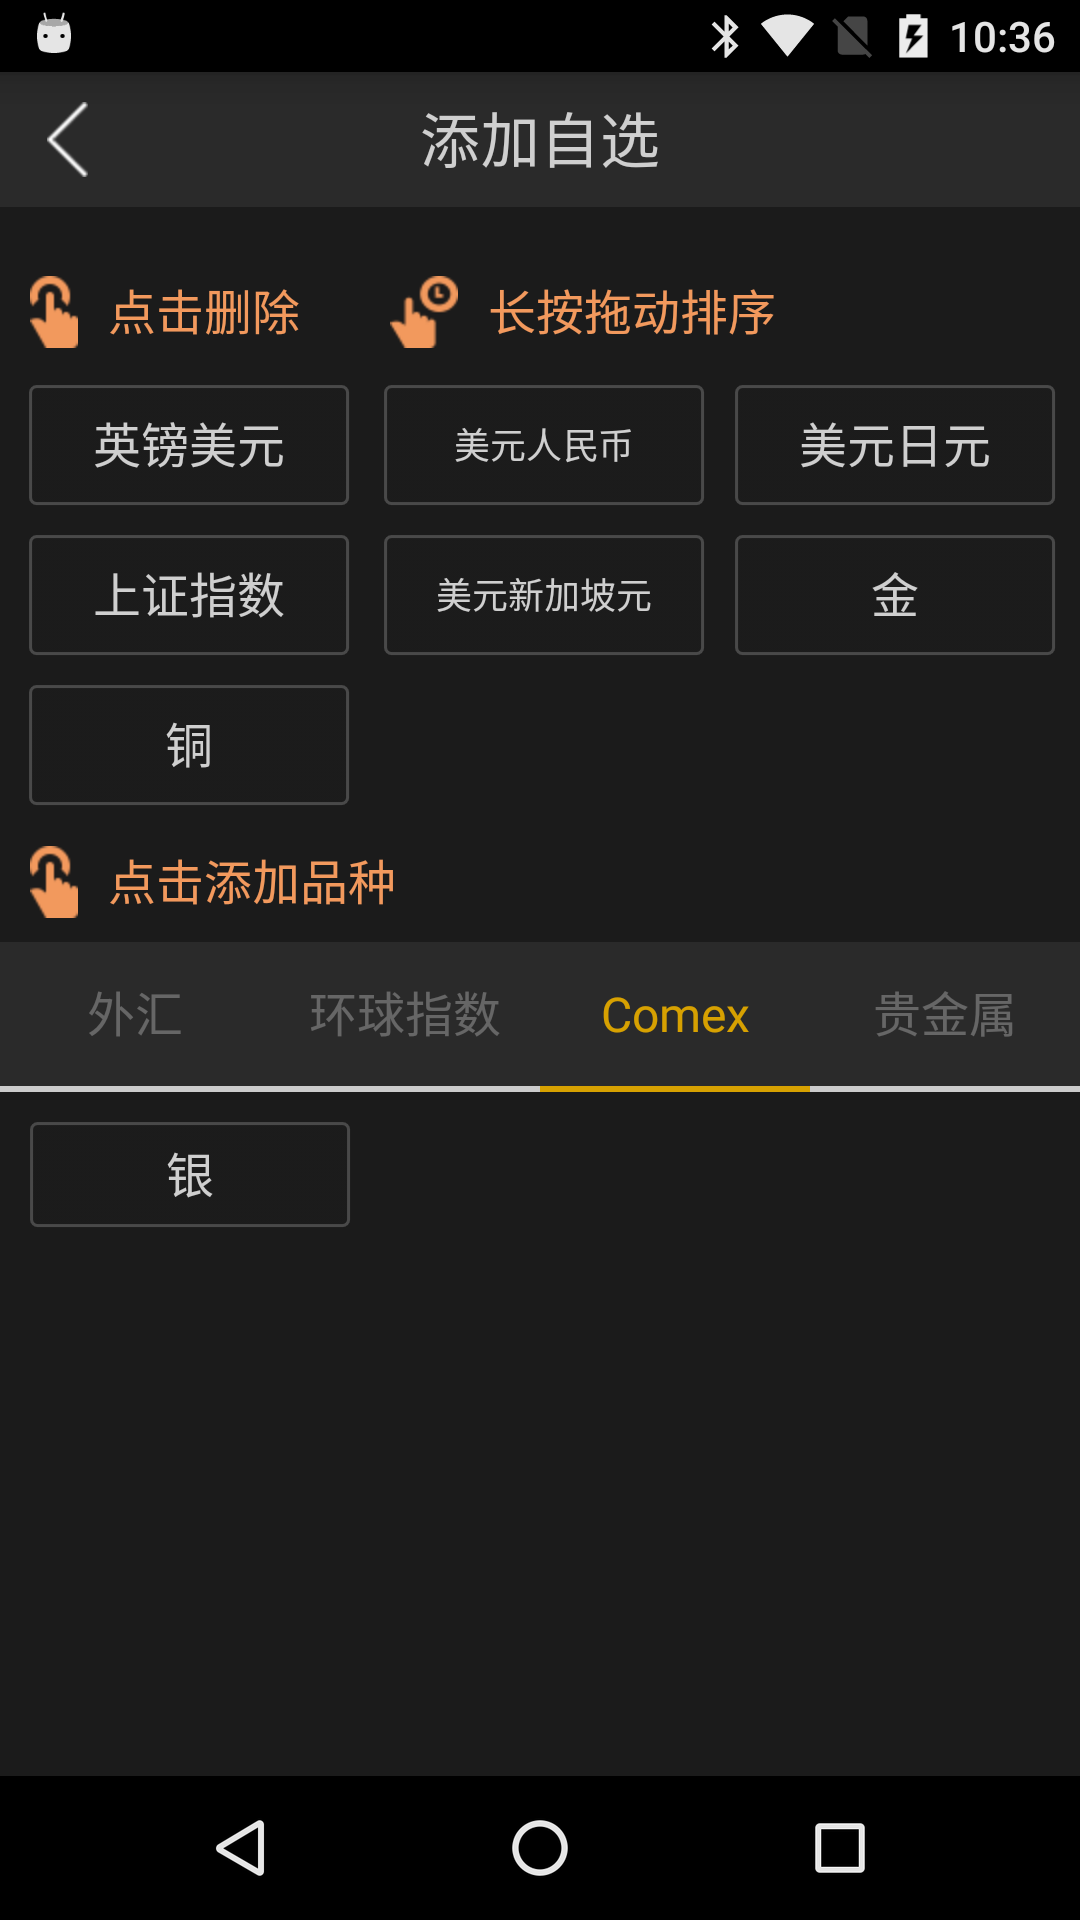 10:36
添加自选
点击删除 长按拖动排序
英镑美元 美元人民币 美元日元
上证指数 美元新加坡元 金
铜
点击添加品种
外汇 环球指数 Comex 贵金属
银